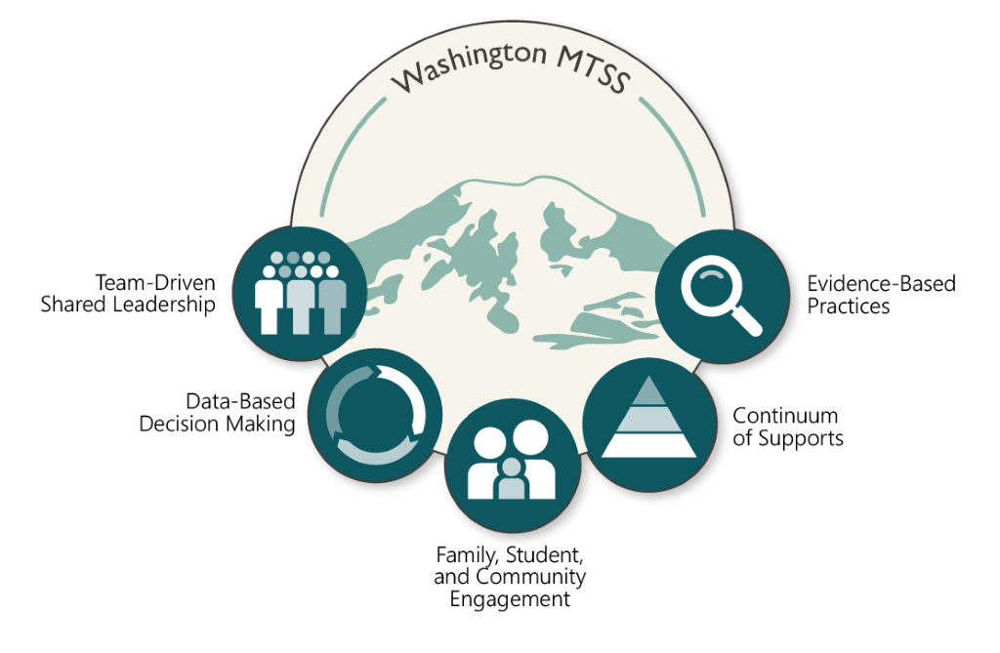 Washington MTSS
Team-Driven
Shared Leadership
Data-Based
Decision Making
Family, Student,
and Community
Engagement
Continuum
of Supports
Evidence-Based
Practices